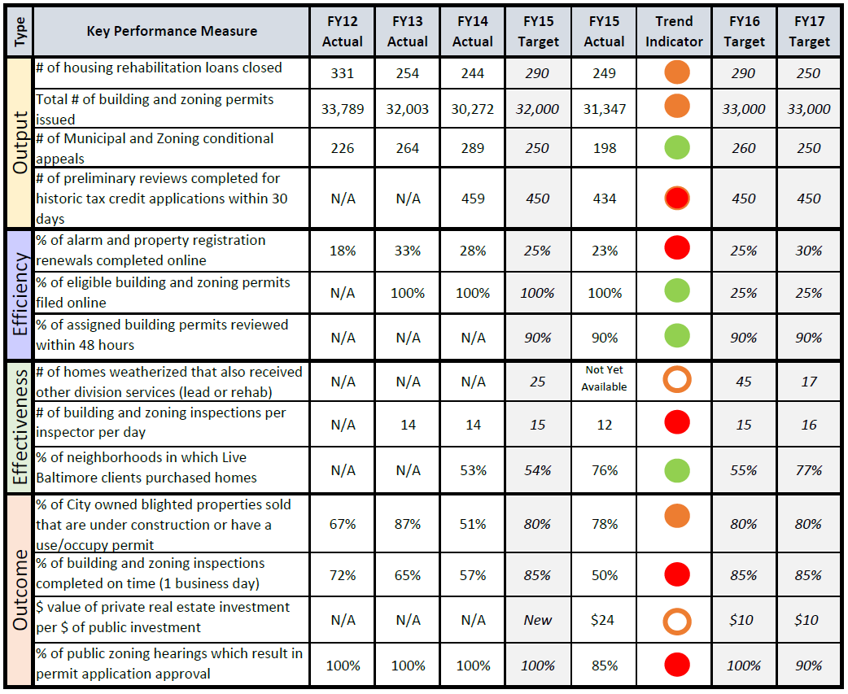 Type Key Performance Measure FY12 Actual FY13 Actual FY14 Actual FY15 Target FY15 Actual Trend Indicator FY16 Target FY17 Target
Output
# of housing rehabilitation loans closed 331 254 244 290 249 290 250
Total # of building and zoning permits
issued 33,789 32,003 30,272 32,000 31,347 33,000 33,000
# of Municipal and Zoning conditional
appeals 226 264 289 250 198 260 250
# of preliminary reviews completed for
historic tax credit applications within 30
days N/A N/A 459 450 434 450 450
Efficiency
% of alarm and property registration
renewals completed online 18% 33% 28% 25% 23% 25% 30%
% of eligible building and zoning permits
filed online N/A 100% 100% 100% 100% 25% 25%
% of assigned building permits reviewed
within 48 hours N/A N/A N/A 90% 90% 90% 90%
Effectiveness
# of homes weatherized that also received
other division services (lead or rehab) N/A N/A N/A 25 Not Yet Available 45 17
# of building and zoning inspections per
inspector per day N/A 14 14 15 12 15 16
% of neighborhoods in which Live
Baltimore clients purchased homes N/A N/A 53% 54% 76% 55% 77%
Outcome
% of City owned blighted properties sold
that are under construction or have a
use/occupy permit 67% 87% 51% 80% 78% 80% 80%
% of building and zoning inspections
completed on time (1 business day) 72% 65% 57% 85% 50% 85% 85%
$ value of private real estate investment
per $ of public investment N/A N/A N/A New $24 $10 $10
% of public zoning hearings which result in
permit application approval 100% 100% 100% 100% 85% 100% 90%